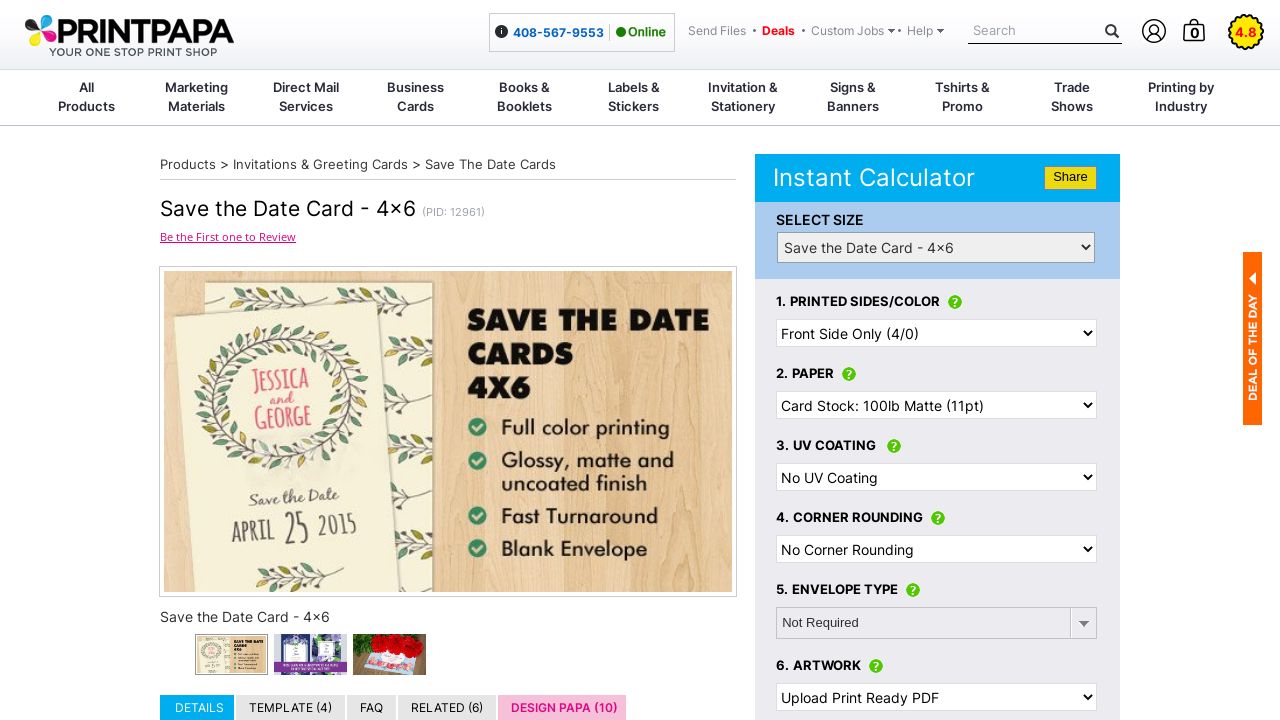 PRINTPAPA
YOUR ONE STOP PRINT SHOP
408-567-9553
Online
Send Files
Deals
Custom Jobs
Help
Search
0
4.8
All Products
Marketing Materials
Direct Mail Services
Business Cards
Books & Booklets
Labels & Stickers
Invitation & Stationery
Signs & Banners
Tshirts & Promo
Trade Shows
Printing by Industry
Products > Invitations & Greeting Cards > Save The Date Cards
Save the Date Card - 4×6 (PID: 12961)
Be the First one to Review
JESSICA
and
GEORGE
Save the Date
APRIL 25 2015
SAVE THE DATE
CARDS
4X6
Full color printing
Glossy, matte and
uncoated finish
Fast Turnaround
Blank Envelope
Save the Date Card - 4×6
DETAILS
TEMPLATE (4)
FAQ
RELATED (6)
DESIGN PAPA (10)
Instant Calculator
Share
SELECT SIZE
Save the Date Card - 4×6
1. PRINTED SIDES/COLOR ?
Front Side Only (4/0)
2. PAPER ?
Card Stock: 100lb Matte (11pt)
3. UV COATING ?
No UV Coating
4. CORNER ROUNDING ?
No Corner Rounding
5. ENVELOPE TYPE ?
Not Required
6. ARTWORK ?
Upload Print Ready PDF
DEAL OF THE DAY